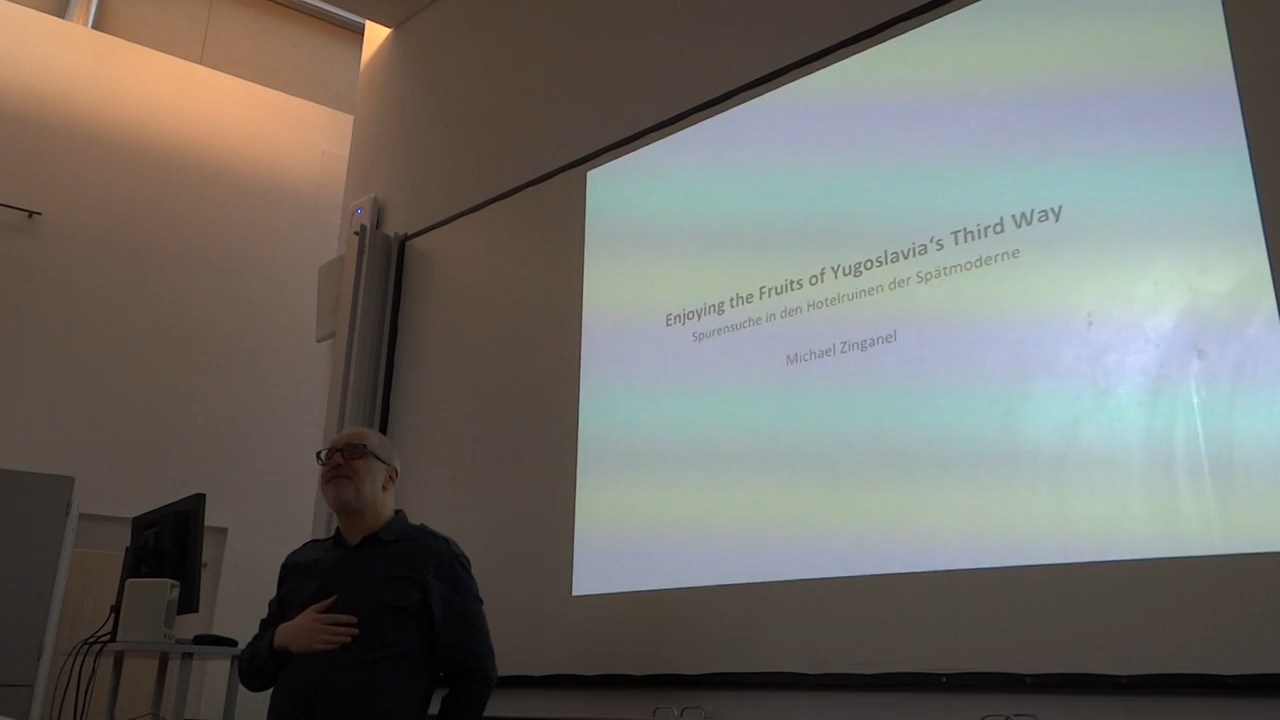 Enjoying the Fruits of Yugoslavia‘s Third Way
Spurensuche in den Hotelruinen der Spätmoderne
Michael Zinganel